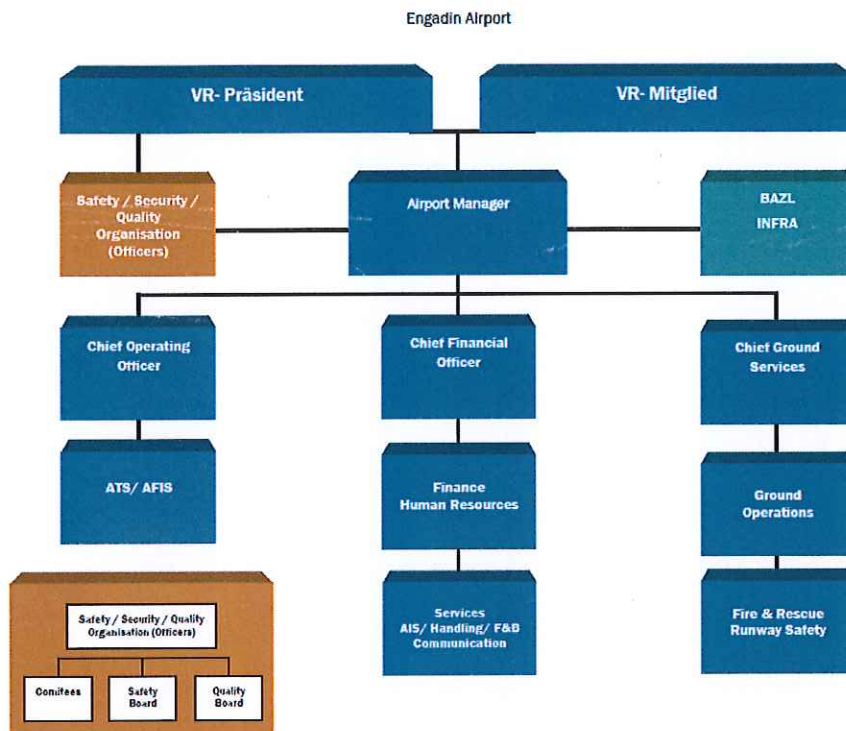 Engadin Airport
VR- Präsident
VR- Mitglied
Safety / Security /
Quality
Organisation
(Officers)
Airport Manager
BAZL
INFRA
Chief Operating
Officer
Chief Financial
Officer
Chief Ground
Services
ATS/ AFIS
Finance
Human Resources
Ground
Operations
Services
AIS/ Handling/ F&B
Communication
Fire & Rescue
Runway Safety
Safety / Security / Quality
Organisation (Officers)
Comitees
Safety
Board
Quality
Board